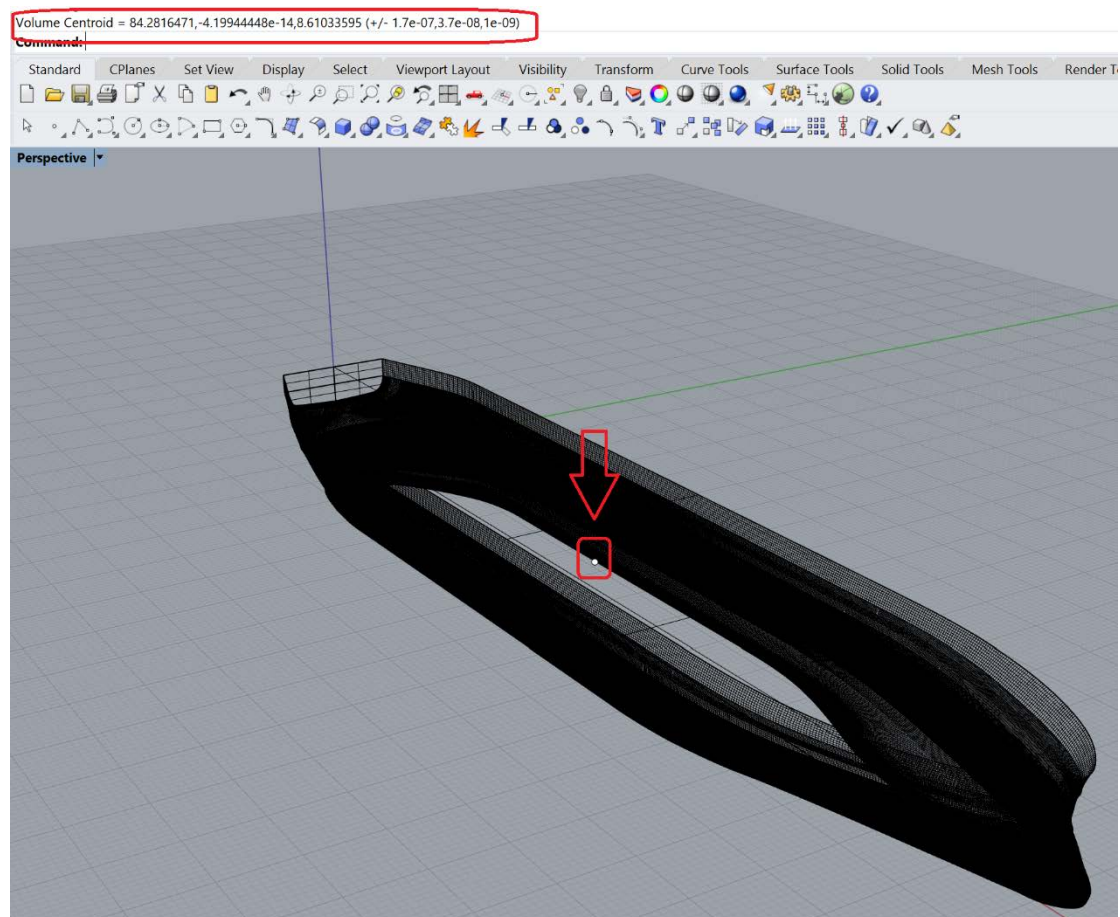 Volume Centroid = 84.2816471,-4.19944448e-14,8.61033595 (+/- 1.7e-07,3.7e-08,1e-09)
Command:
Standard CPlanes Set View Display Select Viewport Layout Visibility Transform Curve Tools Surface Tools Solid Tools Mesh Tools Render
Perspective